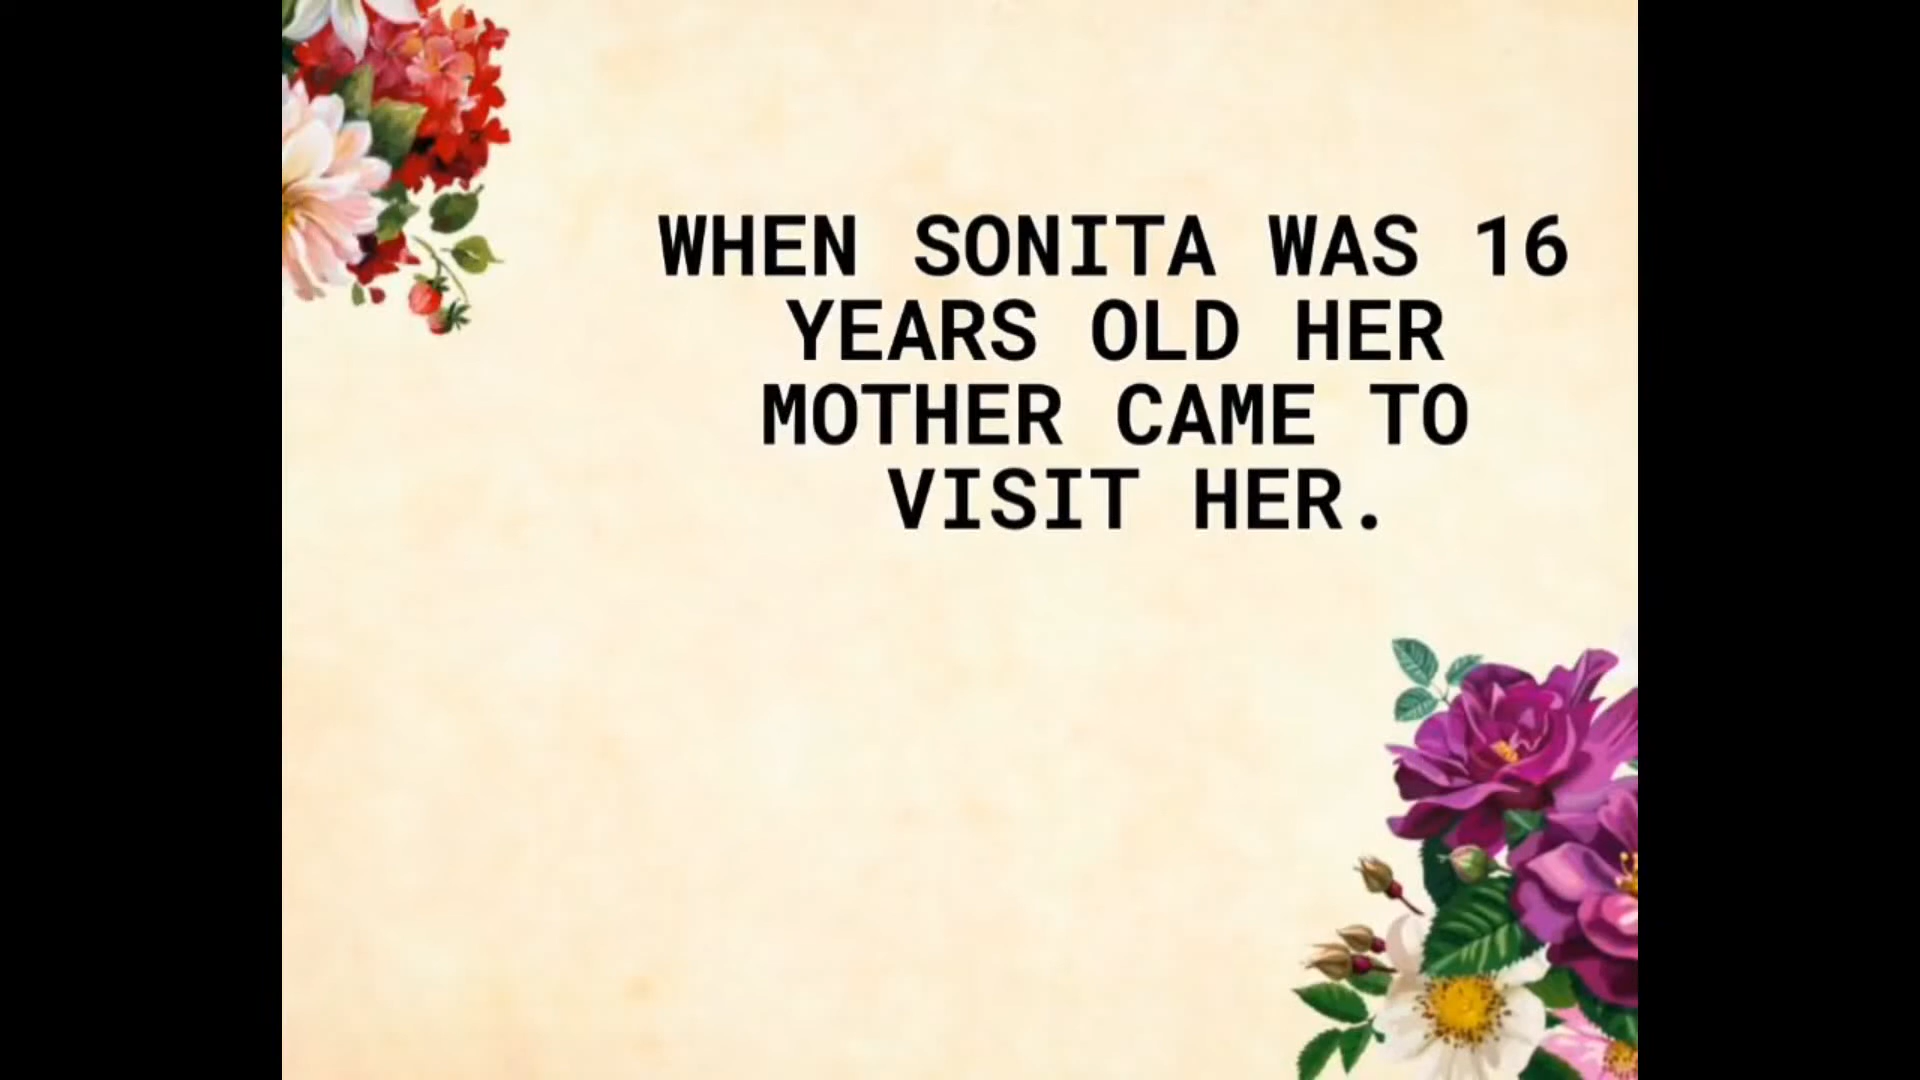 WHEN SONITA WAS 16
YEARS OLD HER
MOTHER CAME TO
VISIT HER.